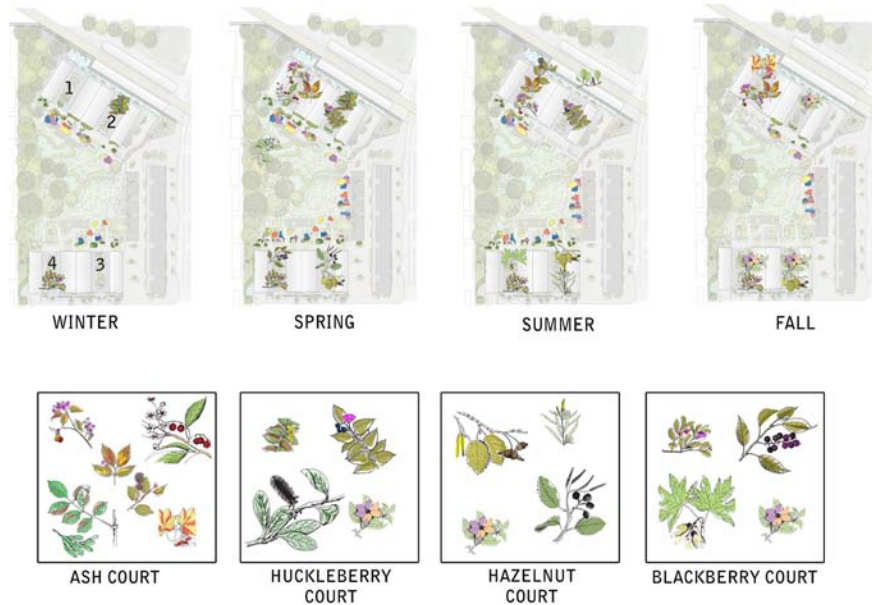 1
2
4
3
WINTER
SPRING
SUMMER
FALL
ASH COURT
HUCKLEBERRY
COURT
HAZELNUT
COURT
BLACKBERRY COURT